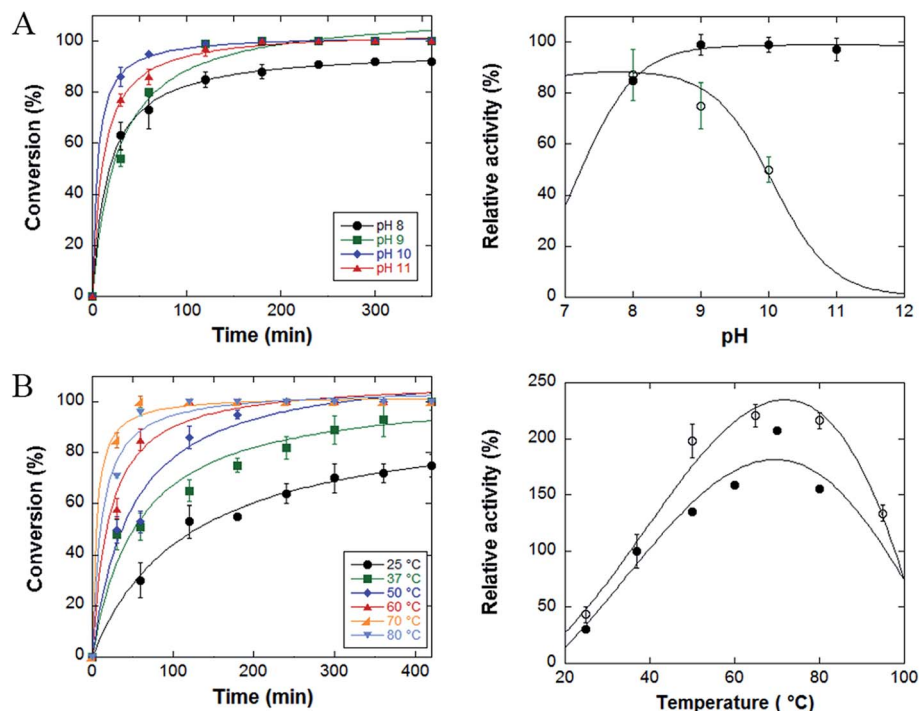 A
Conversion (%)
100
80
60
40
20
0
0
100
200
300
Time (min)
pH 8
pH 9
pH 10
pH 11
Relative activity (%)
100
80
60
40
20
0
7
8
9
10
11
12
pH
B
Conversion (%)
100
80
60
40
20
0
0
100
200
300
400
Time (min)
25 °C
37 °C
50 °C
60 °C
70 °C
80 °C
Relative activity (%)
250
200
150
100
50
0
20
40
60
80
100
Temperature ( °C)